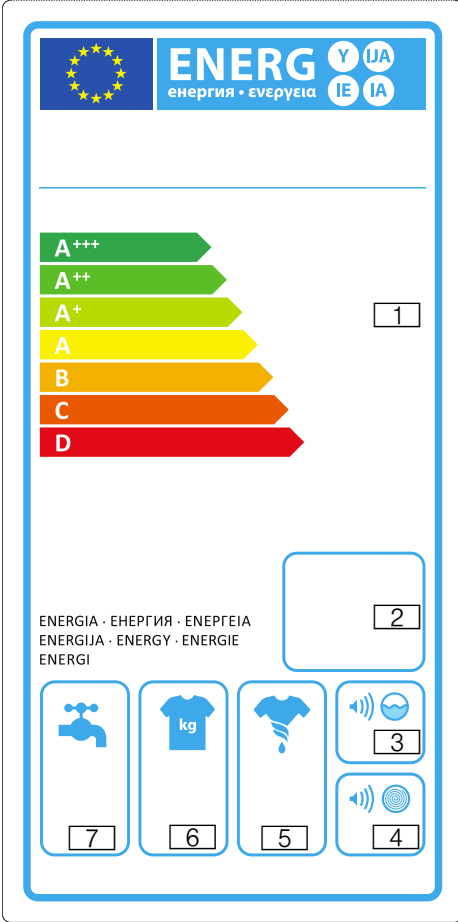 ENERG Y IJA
енергия · ενεργεια IE IA
A+++
A++
A+
1
A
B
C
D
ENERGIA · ЕНЕРГИЯ · ΕΝΕΡΓΕΙΑ
2
ENERGIJA · ENERGY · ENERGIE
ENERGI
kg
3
7 6 5 4